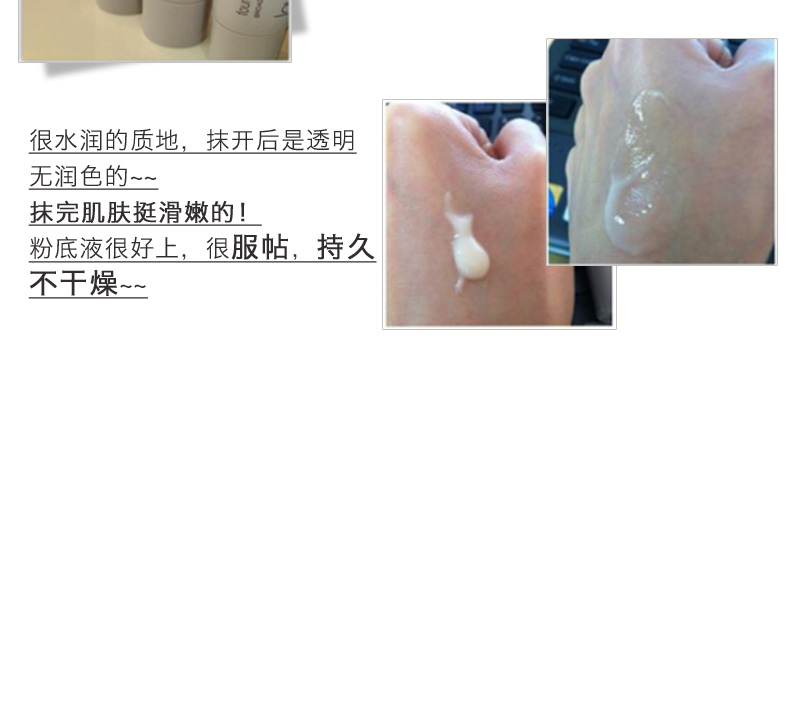 很水润的质地，抹开后是透明
无润色的~~
抹完肌肤挺滑嫩的！
粉底液很好上，很服帖，持久
不干燥~~